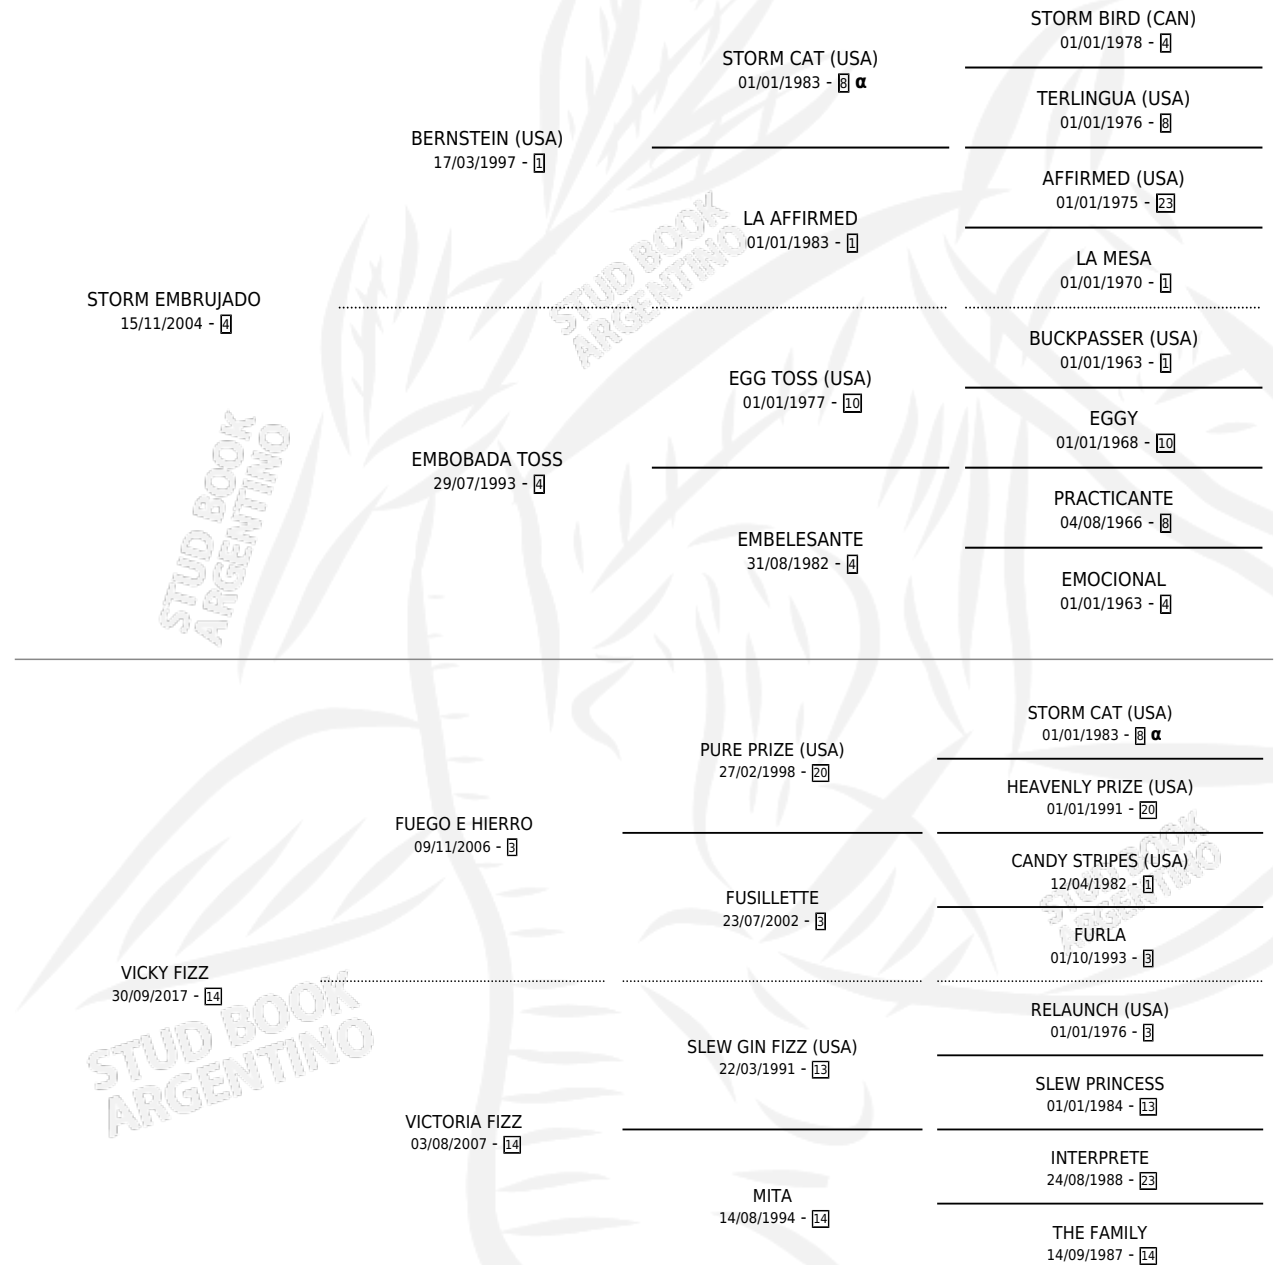 STORM BIRD (CAN)
01/01/1978 - 4
STORM CAT (USA)
01/01/1983 - 8 α
TERLINGUA (USA)
01/01/1976 - 8
BERNSTEIN (USA)
17/03/1997 - 1
AFFIRMED (USA)
01/01/1975 - 23
LA AFFIRMED
01/01/1983 - 1
LA MESA
01/01/1970 - 1
STORM EMBRUJADO
15/11/2004 - 4
BUCKPASSER (USA)
01/01/1963 - 1
EGG TOSS (USA)
01/01/1977 - 10
EGGY
01/01/1968 - 10
EMBOBADA TOSS
29/07/1993 - 4
PRACTICANTE
04/08/1966 - 8
EMBELESANTE
31/08/1982 - 4
EMOCIONAL
01/01/1963 - 4
STORM CAT (USA)
01/01/1983 - 8 α
PURE PRIZE (USA)
27/02/1998 - 20
HEAVENLY PRIZE (USA)
01/01/1991 - 20
FUEGO E HIERRO
09/11/2006 - 3
CANDY STRIPES (USA)
12/04/1982 - 1
FUSILLETTE
23/07/2002 - 3
FURLA
01/10/1993 - 3
VICKY FIZZ
30/09/2017 - 14
RELAUNCH (USA)
01/01/1976 - 3
SLEW GIN FIZZ (USA)
22/03/1991 - 13
SLEW PRINCESS
01/01/1984 - 13
VICTORIA FIZZ
03/08/2007 - 14
INTERPRETE
24/08/1988 - 23
MITA
14/08/1994 - 14
THE FAMILY
14/09/1987 - 14
STUD BOOK
ARGENTINO
STUD BOOK
ARGENTINO
STUD BOOK
ARGENTINO
STUD BOOK
ARGENTINO